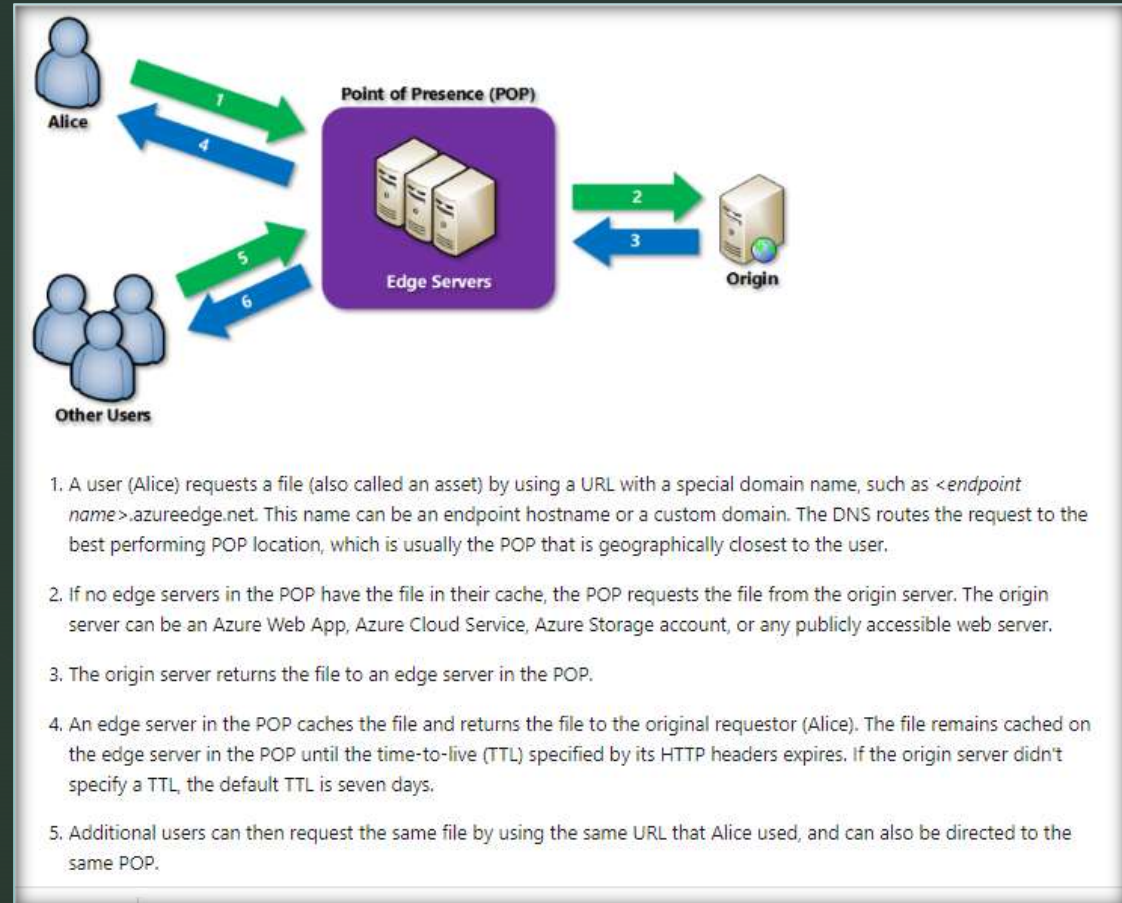 Point of Presence (POP)
1
Alice
4
2
3
5
Edge Servers
Origin
6
Other Users
1. A user (Alice) requests a file (also called an asset) by using a URL with a special domain name, such as <endpoint
name>.azureedge.net. This name can be an endpoint hostname or a custom domain. The DNS routes the request to the
best performing POP location, which is usually the POP that is geographically closest to the user.
2. If no edge servers in the POP have the file in their cache, the POP requests the file from the origin server. The origin
server can be an Azure Web App, Azure Cloud Service, Azure Storage account, or any publicly accessible web server.
3. The origin server returns the file to an edge server in the POP.
4. An edge server in the POP caches the file and returns the file to the original requestor (Alice). The file remains cached on
the edge server in the POP until the time-to-live (TTL) specified by its HTTP headers expires. If the origin server didn't
specify a TTL, the default TTL is seven days.
5. Additional users can then request the same file by using the same URL that Alice used, and can also be directed to the
same POP.